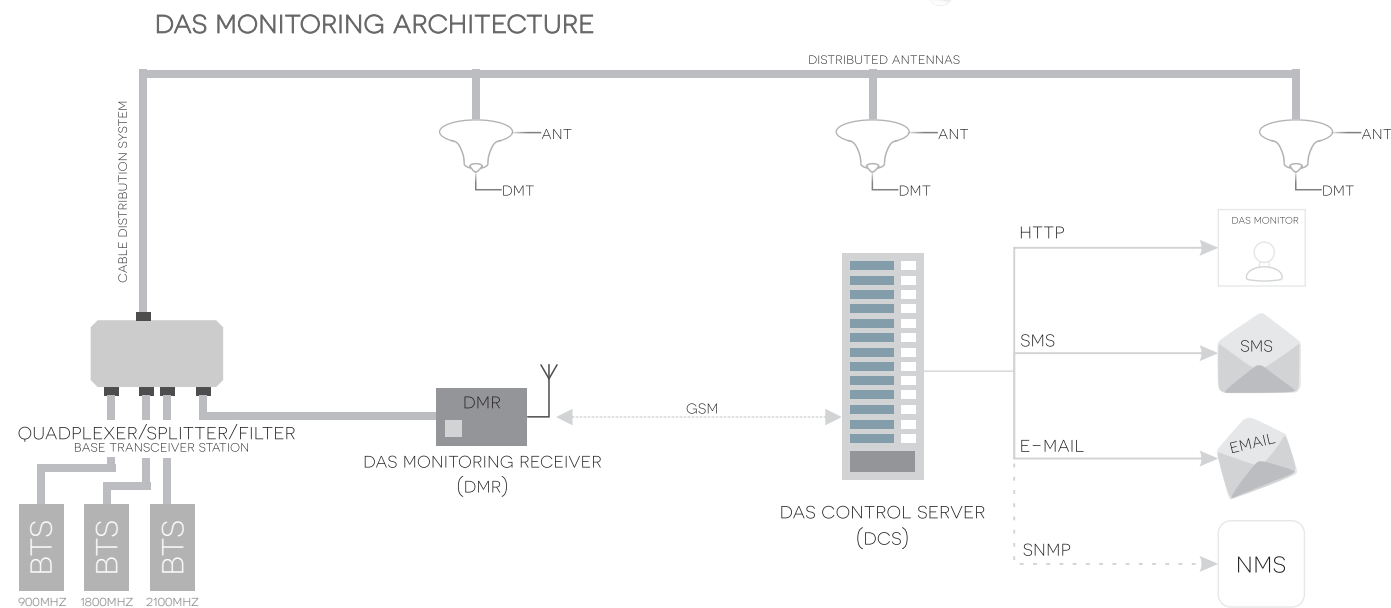 DAS MONITORING ARCHITECTURE
DISTRIBUTED ANTENNAS
CABLE DISTRIBUTION SYSTEM
ANT
ANT
ANT
DMT
DMT
DMT
HTTP
DAS MONITOR
SMS
SMS
DMR
GSM
QUADPLEXER/SPLITTER/FILTER
BASE TRANSCEIVER STATION
DAS MONITORING RECEIVER
(DMR)
E-MAIL
EMAIL
DAS CONTROL SERVER
(DCS)
SNMP
NMS
BTS
BTS
BTS
900MHZ
1800MHZ
2100MHZ